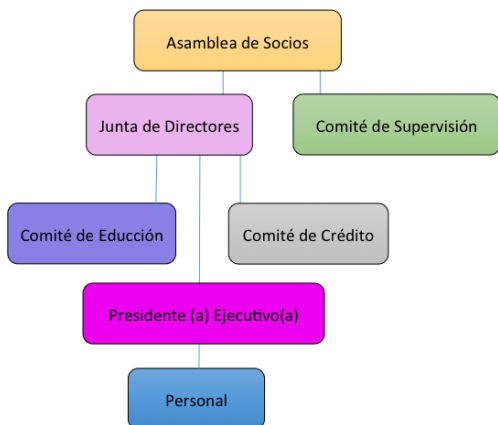 Asamblea de Socios
Junta de Directores
Comité de Supervisión
Comité de Educción
Comité de Crédito
Presidente (a) Ejecutivo(a)
Personal